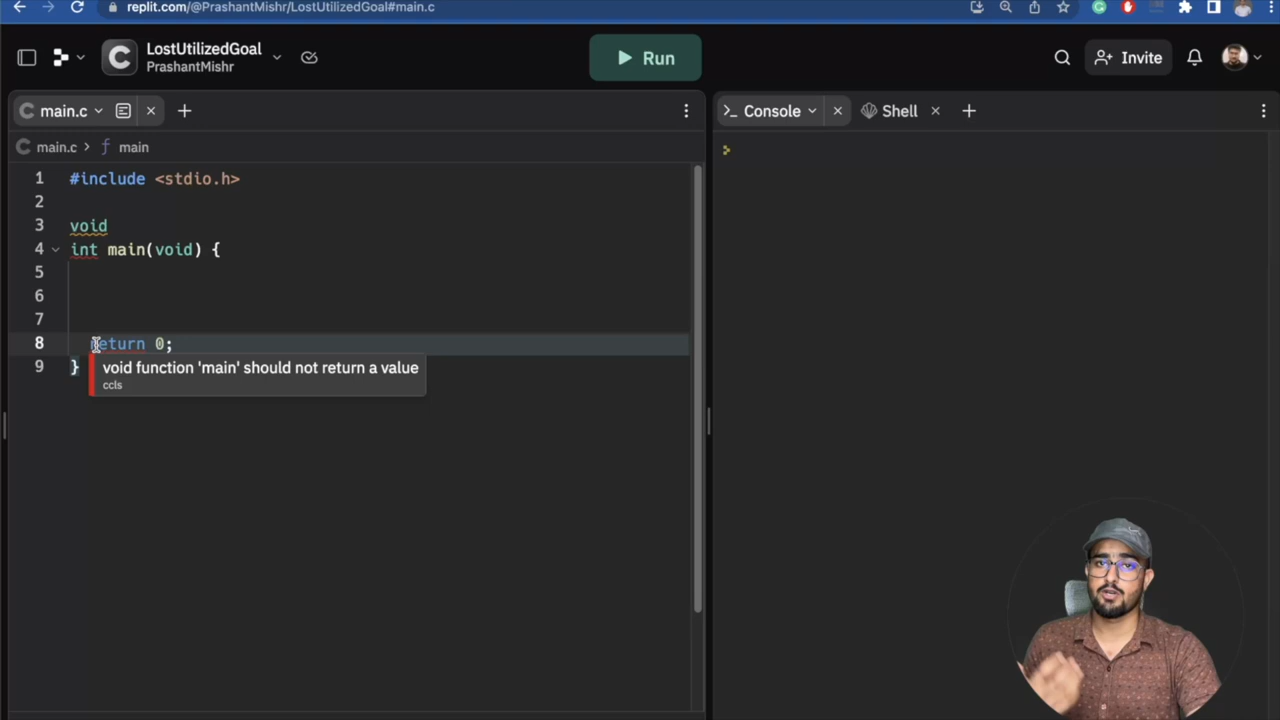 replit.com/@PrashantMishr/LostUtilizedGoal#main.c
LostUtilizedGoal
PrashantMishr
Run
Invite
main.c
Console
Shell
main.c > main
1 #include <stdio.h>
2
3 void
4 int main(void) {
5
6
7
8 return 0;
9 }
void function 'main' should not return a value
ccls